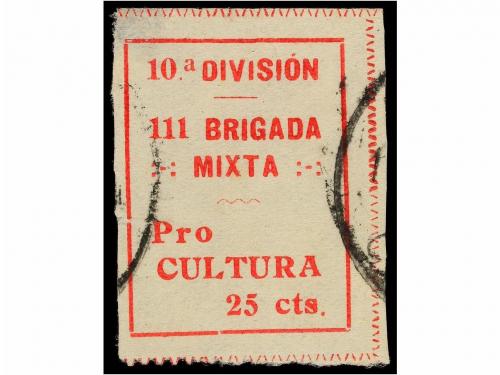 10.ª DIVISIÓN
111 BRIGADA
:-: MIXTA :-:
Pro
CULTURA
25 cts.